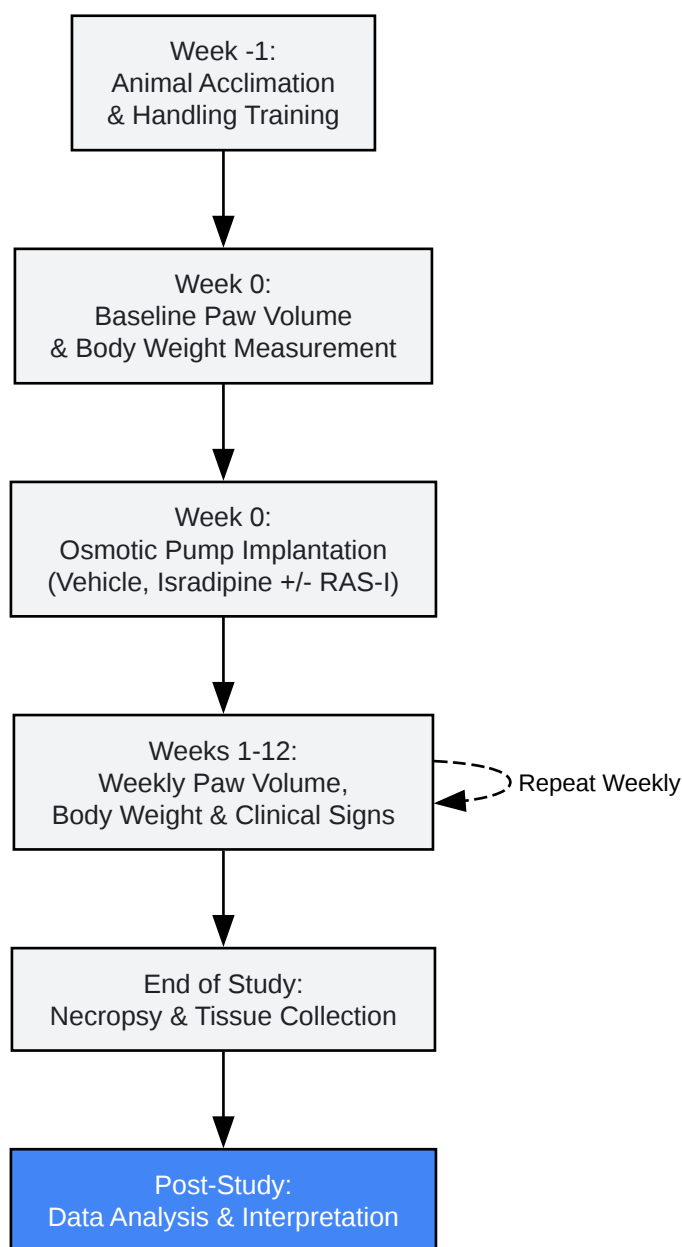 Week -1:
Animal Acclimation
& Handling Training
Week 0:
Baseline Paw Volume
& Body Weight Measurement
Week 0:
Osmotic Pump Implantation
(Vehicle, Isradipine +/- RAS-I)
Weeks 1-12:
Weekly Paw Volume,
Body Weight & Clinical Signs
Repeat Weekly
End of Study:
Necropsy & Tissue Collection
Post-Study:
Data Analysis & Interpretation